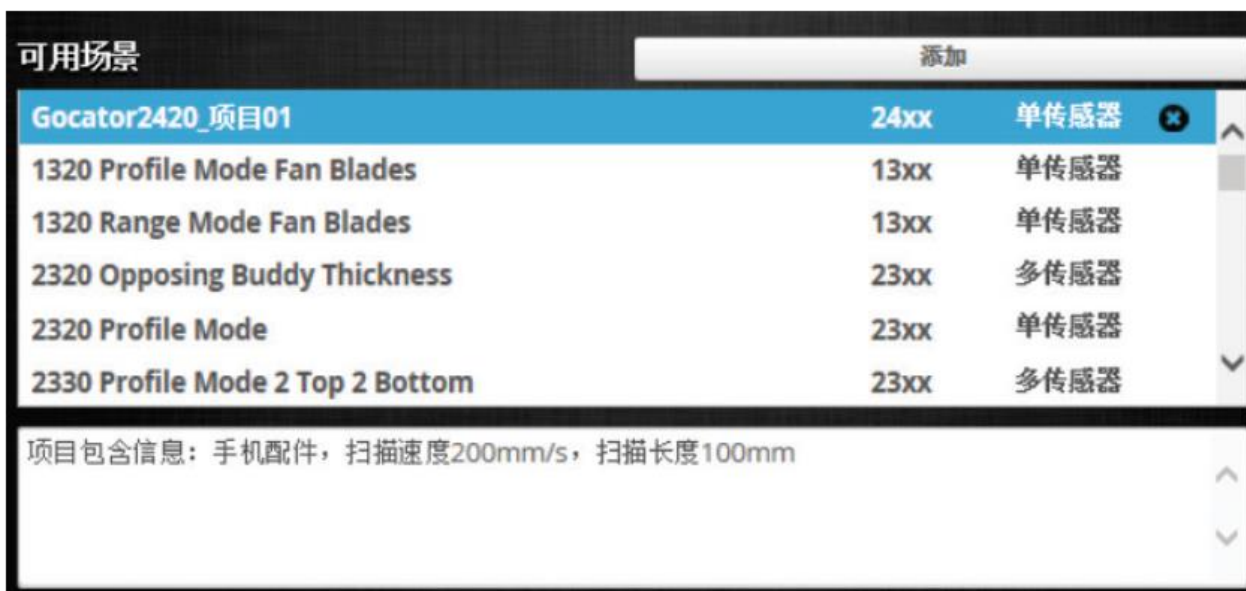 可用场景 添加
Gocator2420_项目01 24xx 单传感器
1320 Profile Mode Fan Blades 13xx 单传感器
1320 Range Mode Fan Blades 13xx 单传感器
2320 Opposing Buddy Thickness 23xx 多传感器
2320 Profile Mode 23xx 单传感器
2330 Profile Mode 2 Top 2 Bottom 23xx 多传感器
项目包含信息：手机配件，扫描速度200mm/s，扫描长度100mm